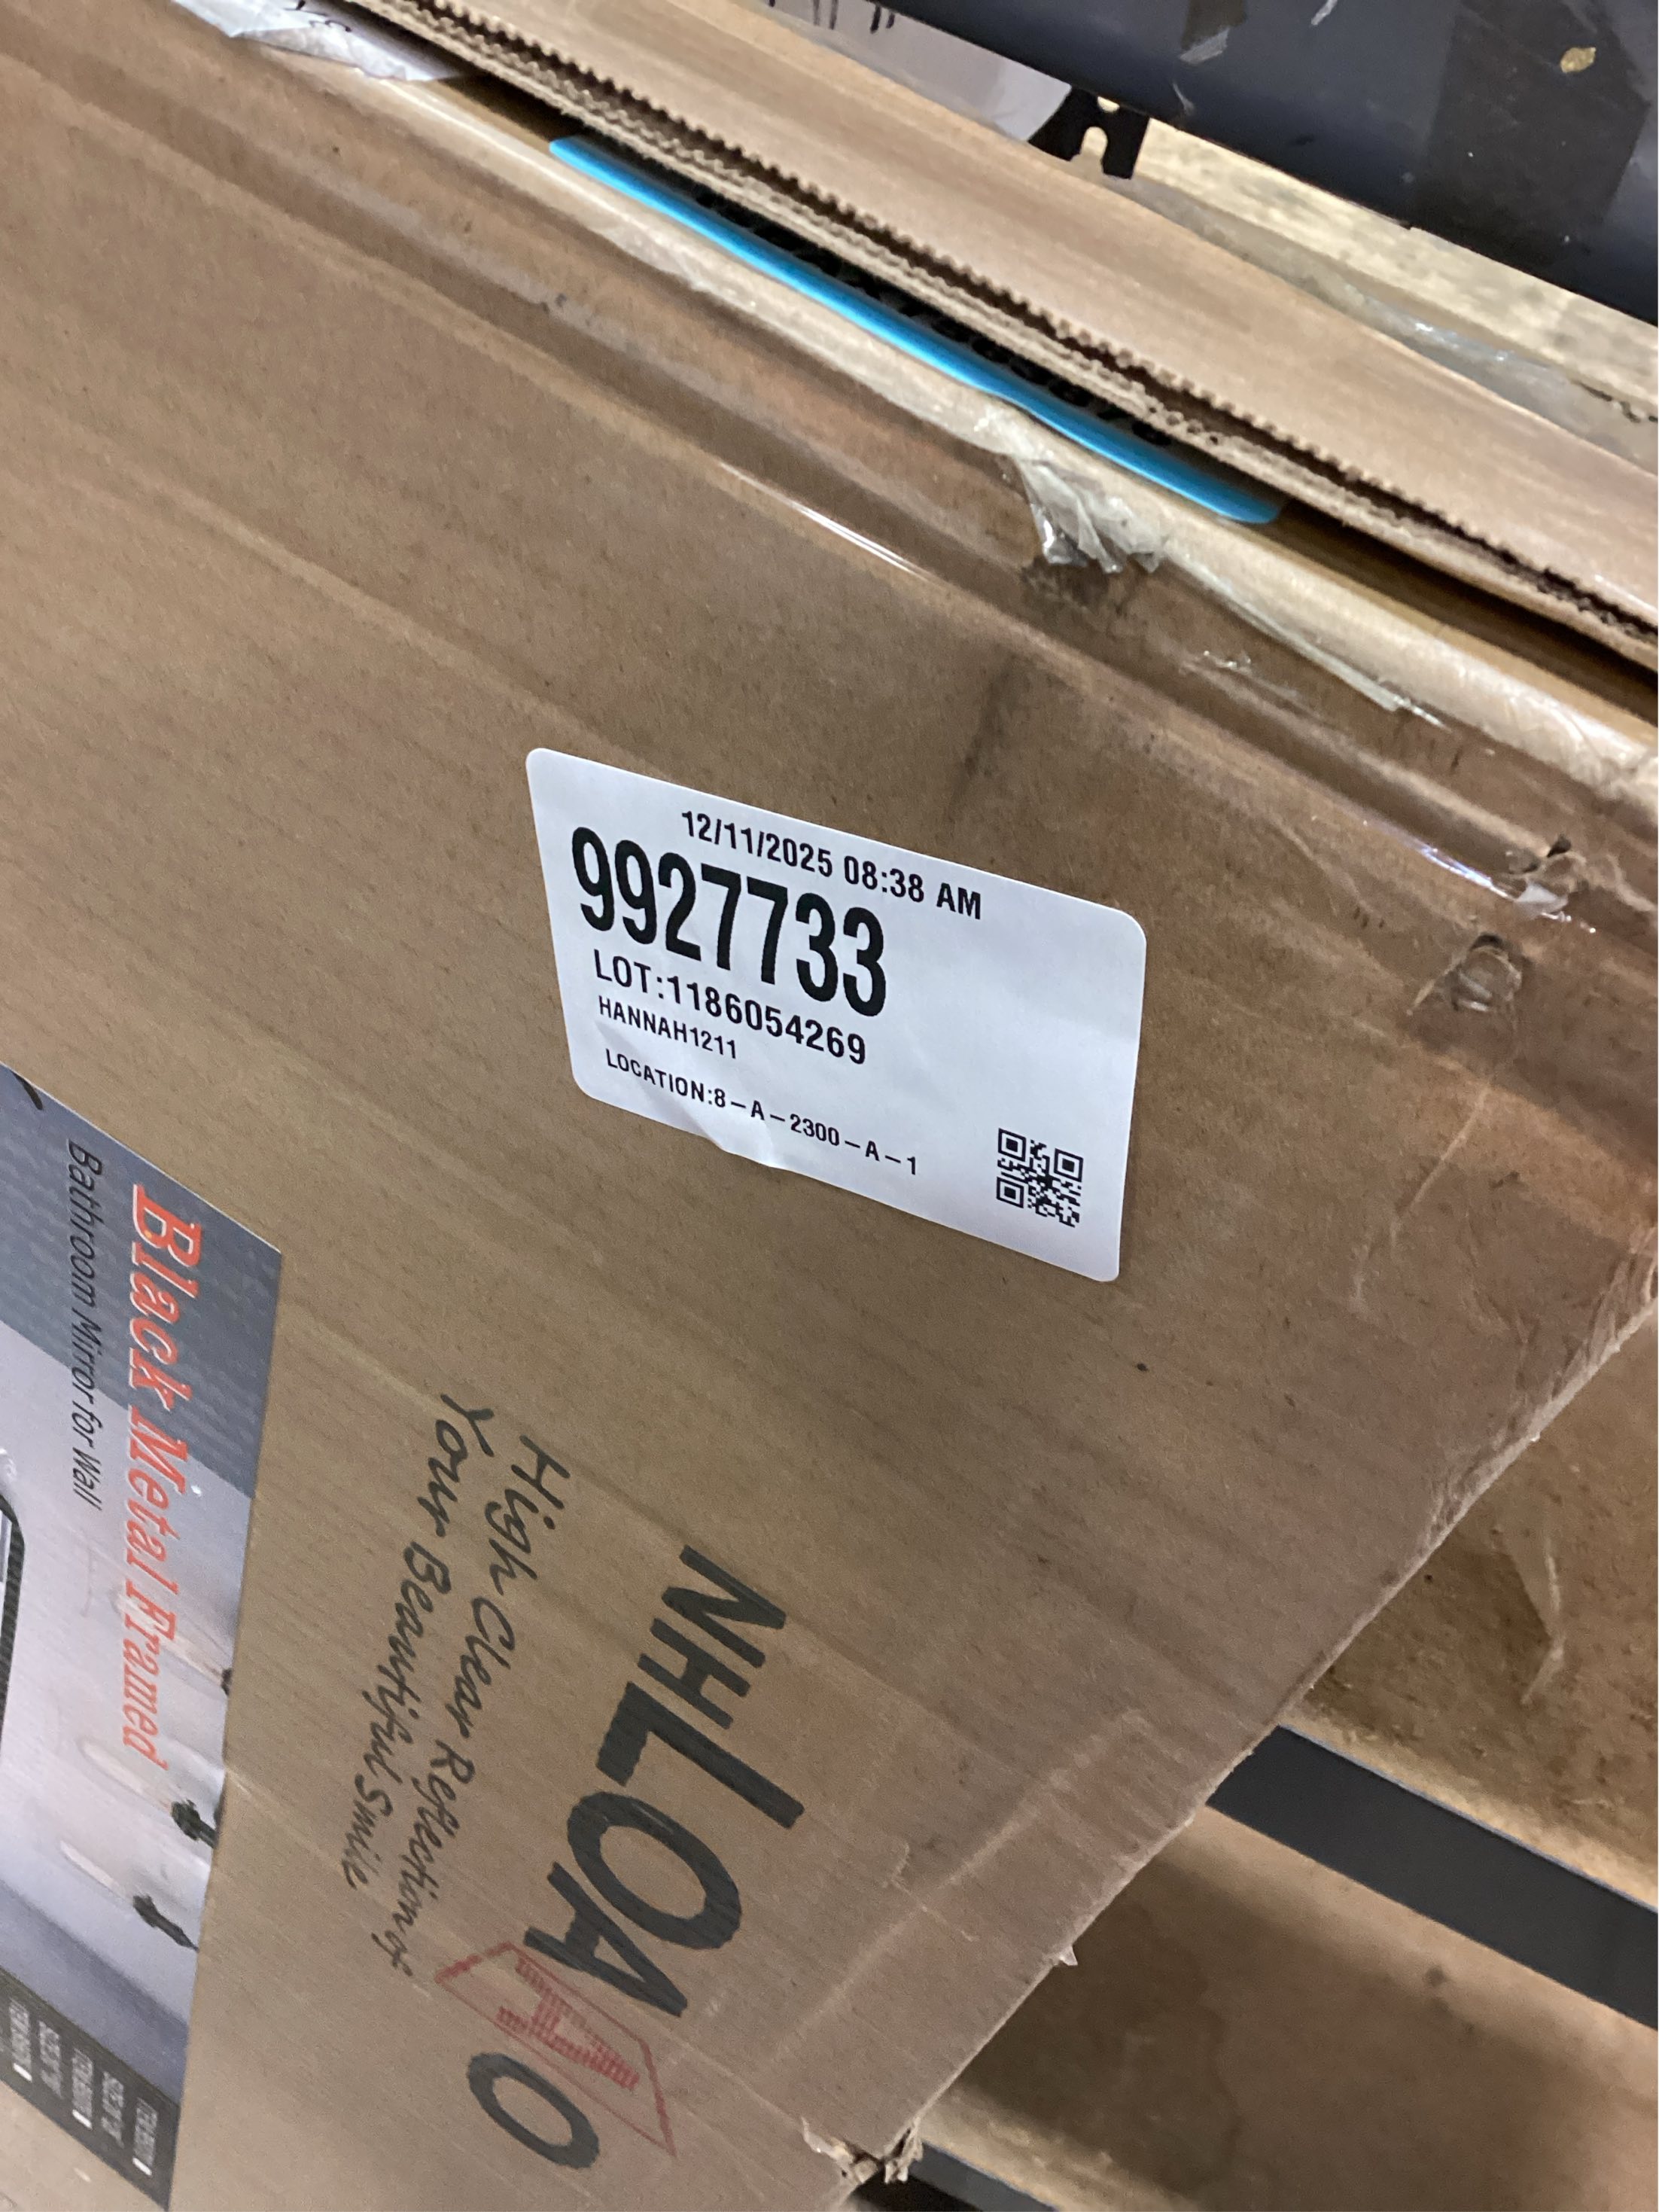 12/11/2025 08:38 AM
9927733
LOT:1186054269
HANNAH1211
LOCATION:8-A-2300-A-1
NHLOA O
High Clear Reflection of
Your Beautiful Smile
Black Metal Framed
Bathroom Mirror for Wall